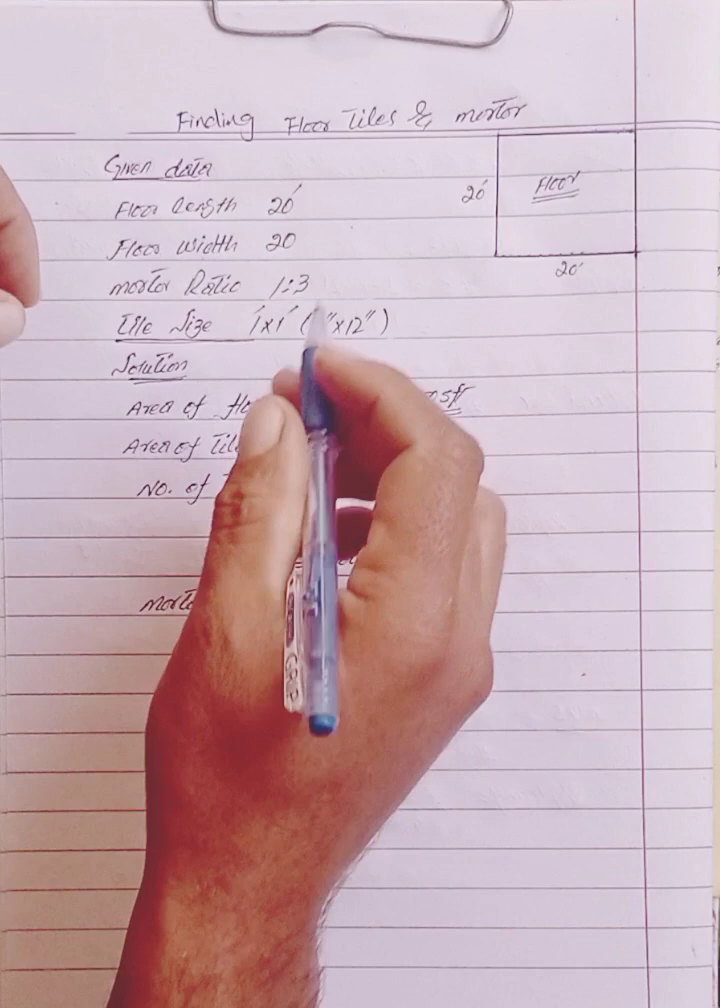 Finding Floor Tiles & mortor
Given data
Floor Length 20'
Floor Width 20
mortor Ratio 1:3
Tile Size 1'x1' ( "x12" )
Solution
Area of
Area of
No. of
20'
Floor
20'